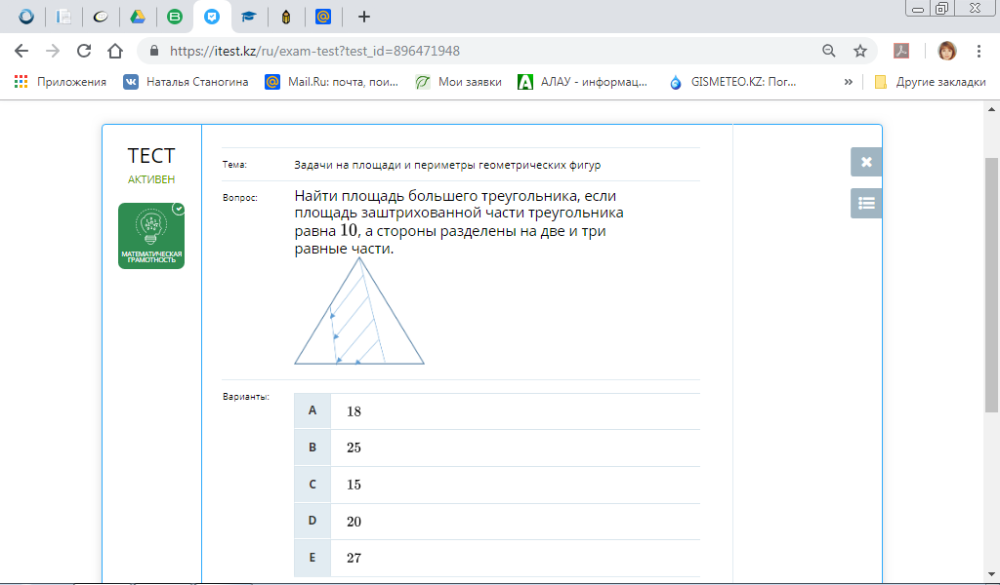 https://itest.kz/ru/exam-test?test_id=896471948
Приложения
Наталья Станогина
Mail.Ru: почта, пои...
Мои заявки
АЛАУ - информац...
GISMETEO.KZ: Пог...
»
Другие закладки
ТЕСТ
АКТИВЕН
МАТЕМАТИЧЕСКАЯ
ГРАМОТНОСТЬ
Тема:
Задачи на площади и периметры геометрических фигур
Вопрос:
Найти площадь большего треугольника, если
площадь заштрихованной части треугольника
равна 10, а стороны разделены на две и три
равные части.
Варианты:
A 18
B 25
C 15
D 20
E 27